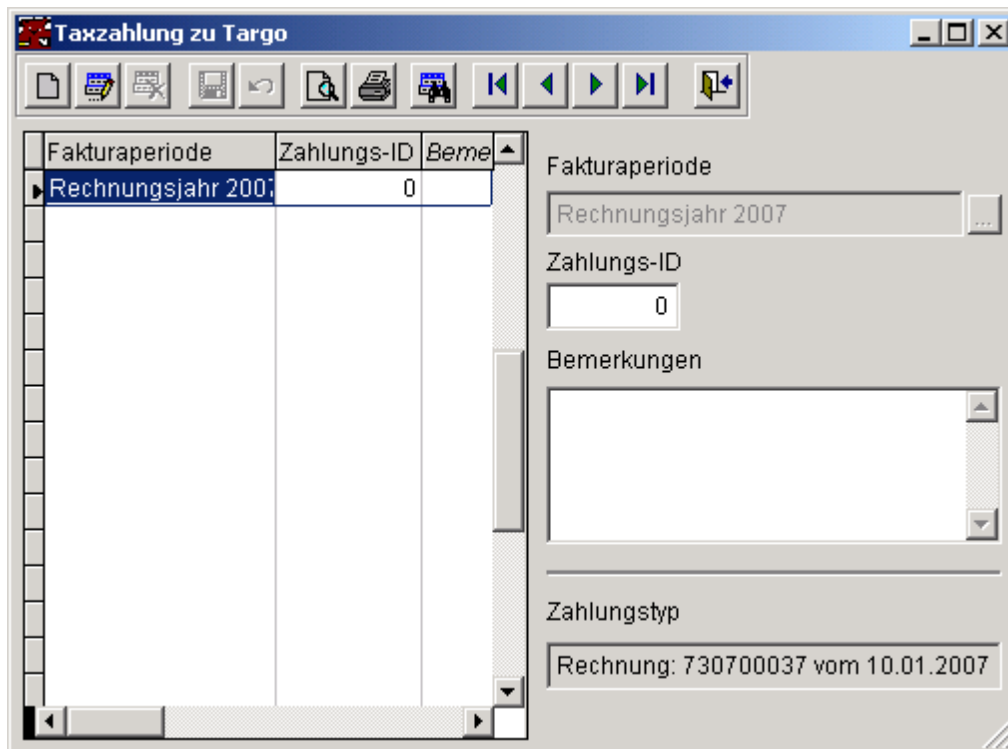 Taxzahlung zu Targo
Fakturaperiode Zahlungs-ID Beme
Rechnungsjahr 2007 0
Fakturaperiode
Rechnungsjahr 2007 ...
Zahlungs-ID
0
Bemerkungen
Zahlungstyp
Rechnung: 730700037 vom 10.01.2007